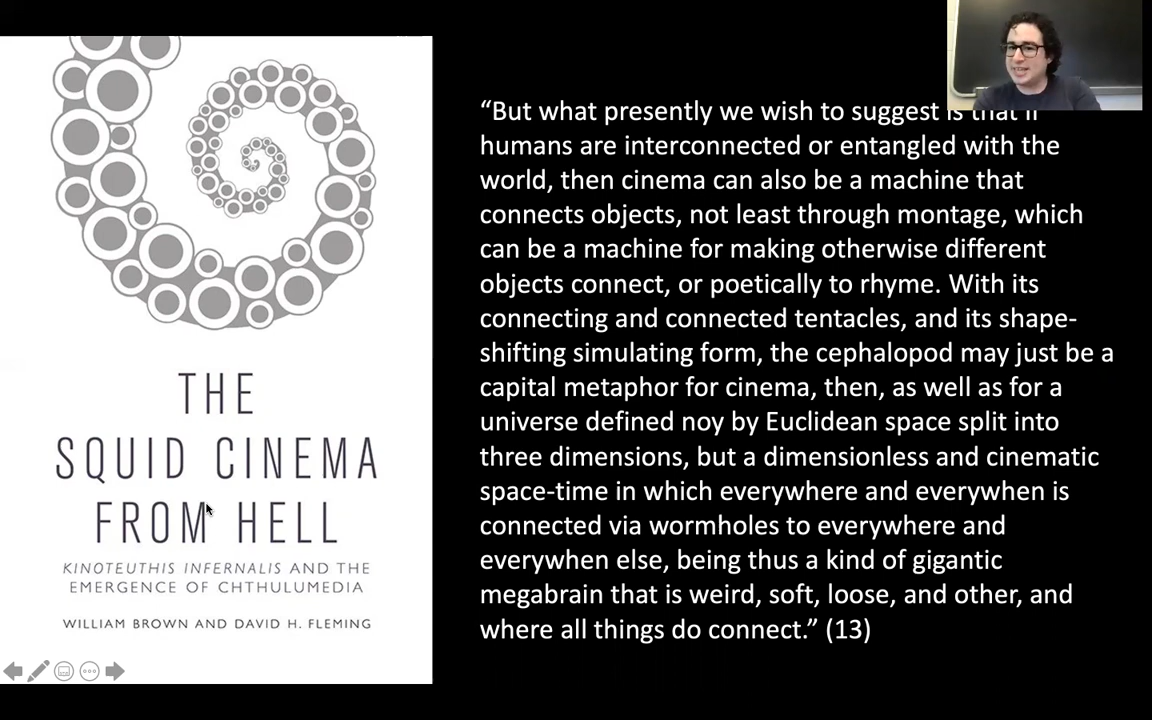 THE
SQUID CINEMA
FROM HELL
KINOTEUTHIS INFERNALIS AND THE
EMERGENCE OF CHTHULUMEDIA
WILLIAM BROWN AND DAVID H. FLEMING
“But what presently we wish to suggest is that if
humans are interconnected or entangled with the
world, then cinema can also be a machine that
connects objects, not least through montage, which
can be a machine for making otherwise different
objects connect, or poetically to rhyme. With its
connecting and connected tentacles, and its shape-
shifting simulating form, the cephalopod may just be a
capital metaphor for cinema, then, as well as for a
universe defined noy by Euclidean space split into
three dimensions, but a dimensionless and cinematic
space-time in which everywhere and everywhen is
connected via wormholes to everywhere and
everywhen else, being thus a kind of gigantic
megabrain that is weird, soft, loose, and other, and
where all things do connect.” (13)